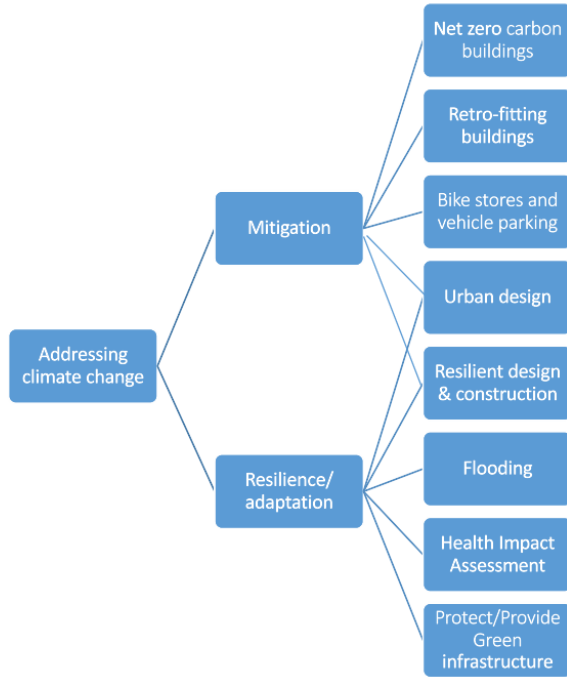 Net zero carbon
buildings
Retro-fitting
buildings
Bike stores and
vehicle parking
Mitigation
Urban design
Addressing
climate change
Resilient design
& construction
Resilience/
adaptation
Flooding
Health Impact
Assessment
Protect/Provide
Green
infrastructure